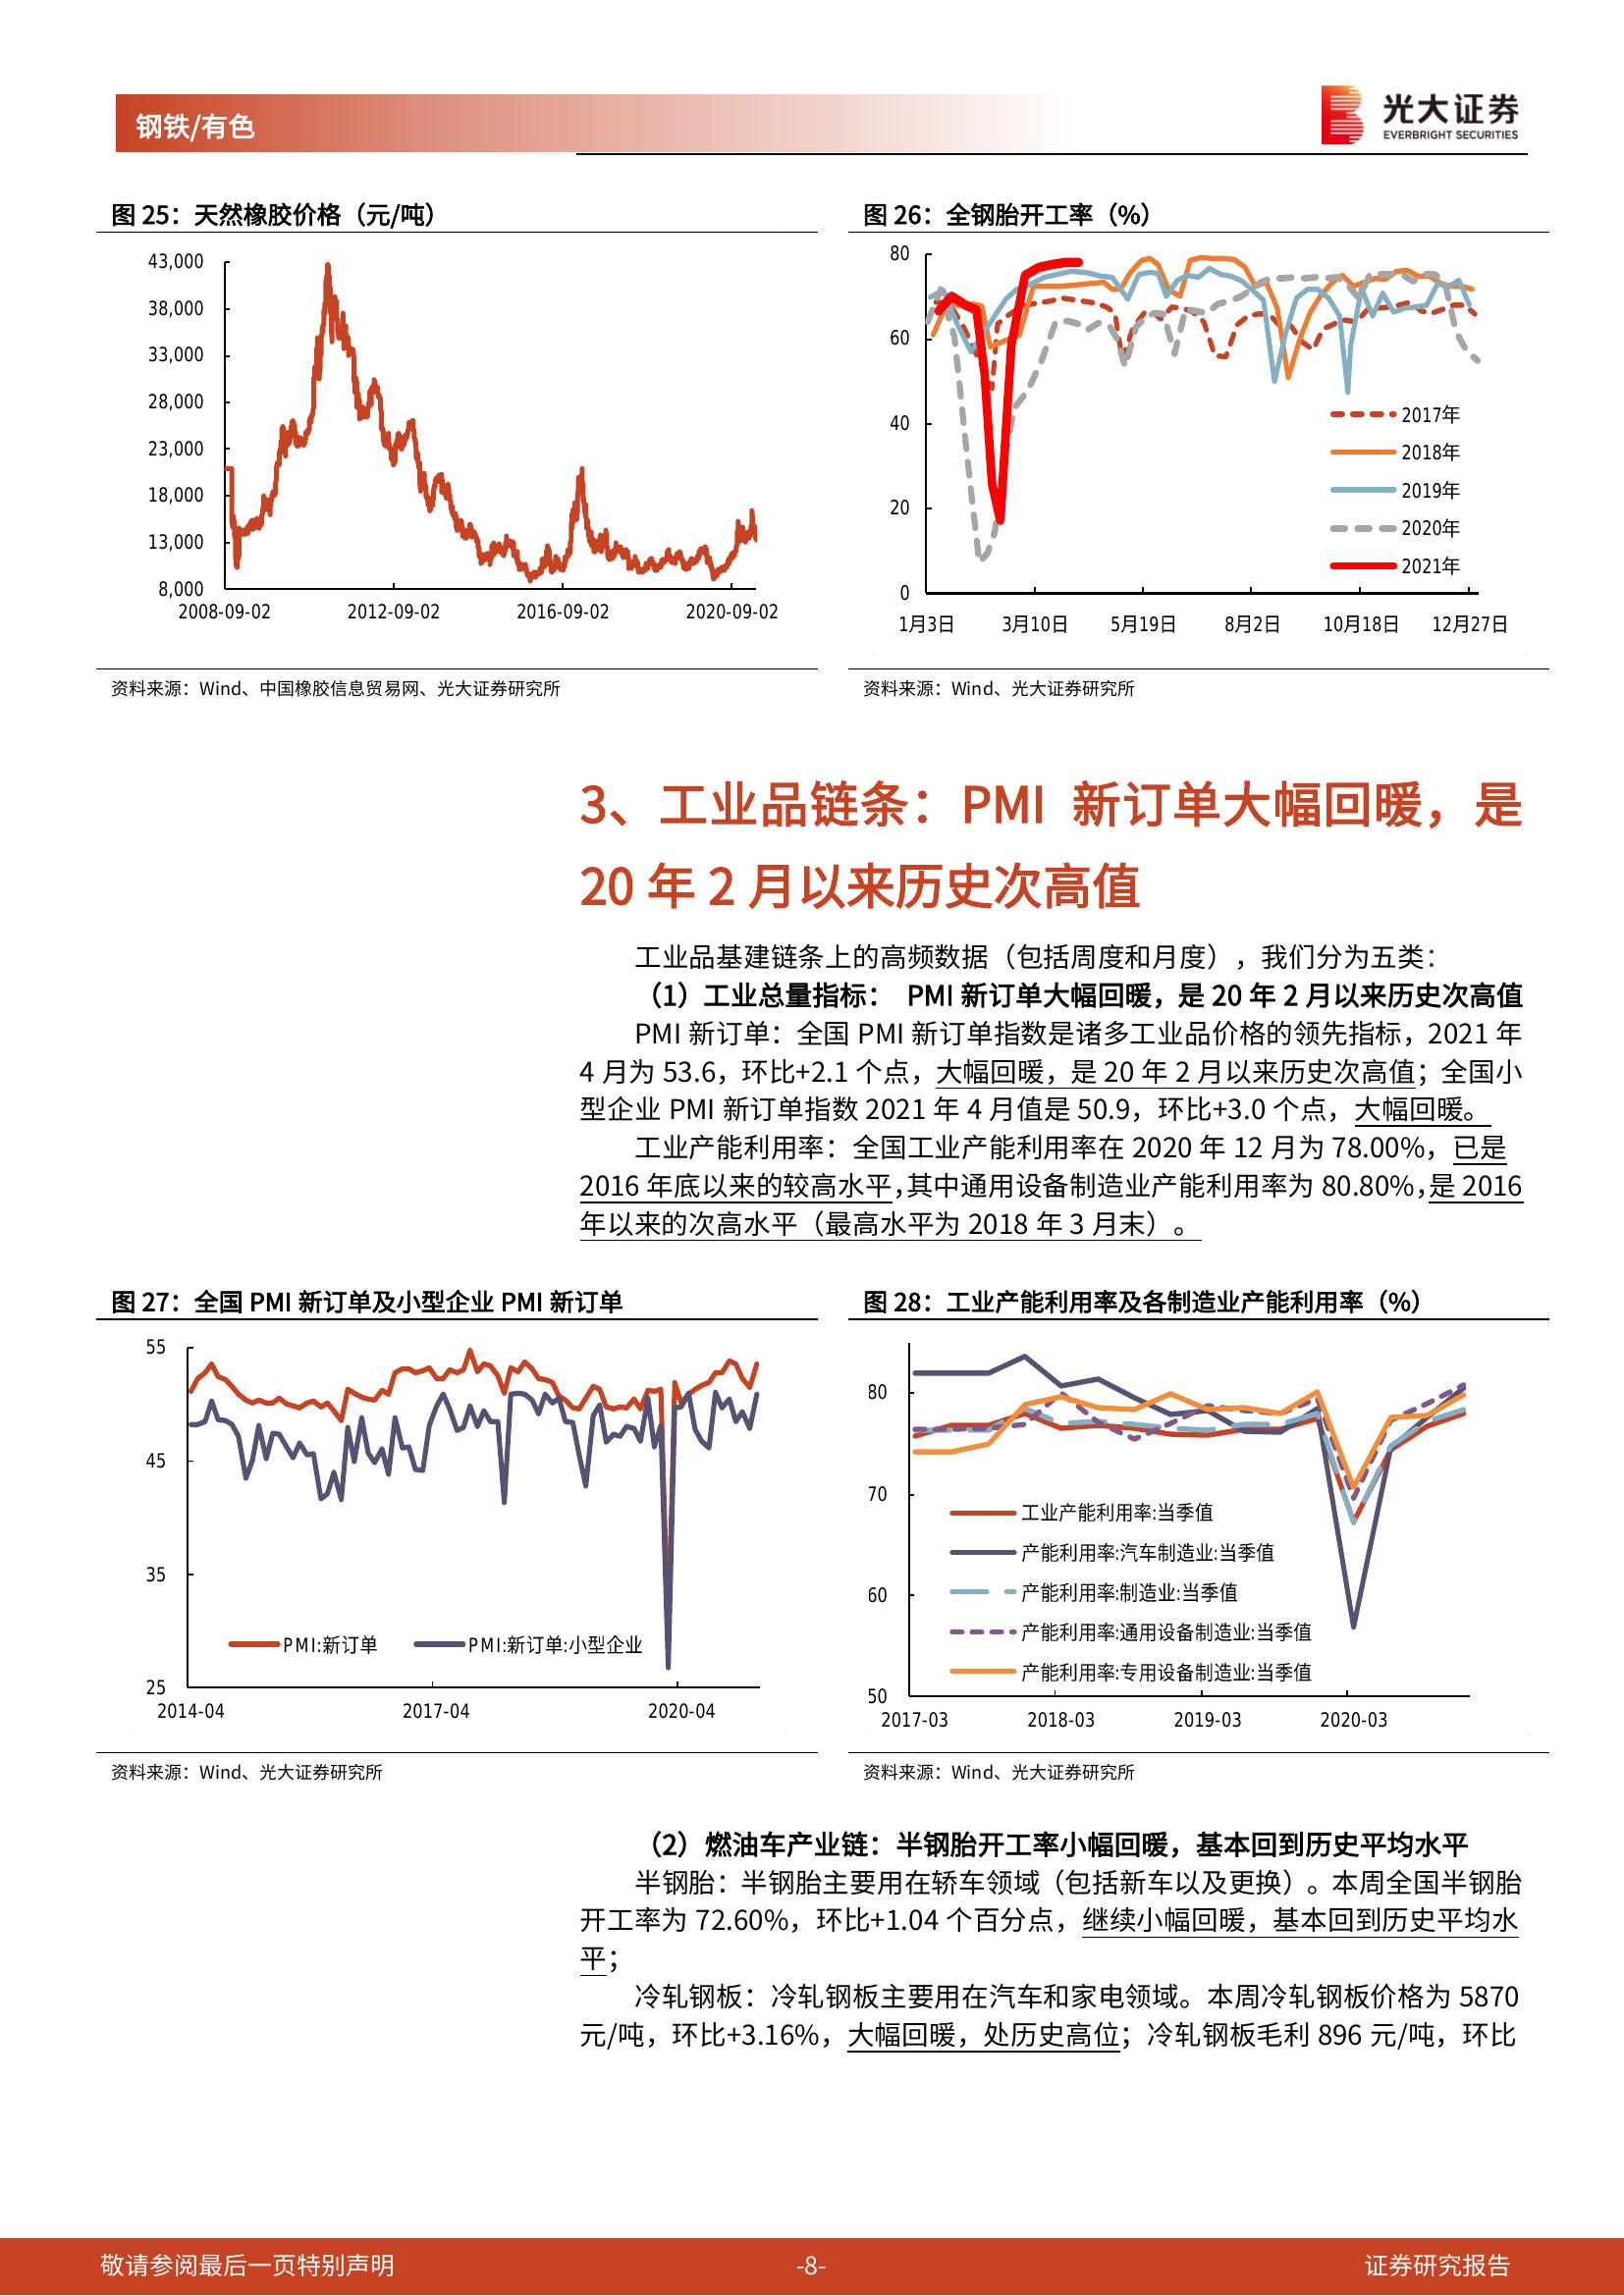 钢铁/有色
光大证券
EVERBRIGHT SECURITIES
图 25：天然橡胶价格（元/吨）
43,000
38,000
33,000
28,000
23,000
18,000
13,000
8,000
2008-09-02 2012-09-02 2016-09-02 2020-09-02
资料来源：Wind、中国橡胶信息贸易网、光大证券研究所
图 26：全钢胎开工率（%）
80
60
40
20
0
2017年
2018年
2019年
2020年
2021年
1月3日 3月10日 5月19日 8月2日 10月18日 12月27日
资料来源：Wind、光大证券研究所
3、工业品链条：PMI 新订单大幅回暖，是
20 年 2 月以来历史次高值
工业品基建链条上的高频数据（包括周度和月度），我们分为五类：
（1）工业总量指标： PMI 新订单大幅回暖，是 20 年 2 月以来历史次高值
PMI 新订单：全国 PMI 新订单指数是诸多工业品价格的领先指标，2021 年
4 月为 53.6，环比+2.1 个点，大幅回暖，是 20 年 2 月以来历史次高值；全国小
型企业 PMI 新订单指数 2021 年 4 月值是 50.9，环比+3.0 个点，大幅回暖。
工业产能利用率：全国工业产能利用率在 2020 年 12 月为 78.00%，已是
2016 年底以来的较高水平，其中通用设备制造业产能利用率为 80.80%，是 2016
年以来的次高水平（最高水平为 2018 年 3 月末）。
图 27：全国 PMI 新订单及小型企业 PMI 新订单
55
45
35
25
PMI:新订单 PMI:新订单:小型企业
2014-04 2017-04 2020-04
资料来源：Wind、光大证券研究所
图 28：工业产能利用率及各制造业产能利用率（%）
80
70
60
50
工业产能利用率:当季值
产能利用率:汽车制造业:当季值
产能利用率:制造业:当季值
产能利用率:通用设备制造业:当季值
产能利用率:专用设备制造业:当季值
2017-03 2018-03 2019-03 2020-03
资料来源：Wind、光大证券研究所
（2）燃油车产业链：半钢胎开工率小幅回暖，基本回到历史平均水平
半钢胎：半钢胎主要用在轿车领域（包括新车以及更换）。本周全国半钢胎
开工率为 72.60%，环比+1.04 个百分点，继续小幅回暖，基本回到历史平均水
平；
冷轧钢板：冷轧钢板主要用在汽车和家电领域。本周冷轧钢板价格为 5870
元/吨，环比+3.16%，大幅回暖，处历史高位；冷轧钢板毛利 896 元/吨，环比
敬请参阅最后一页特别声明
-8-
证券研究报告